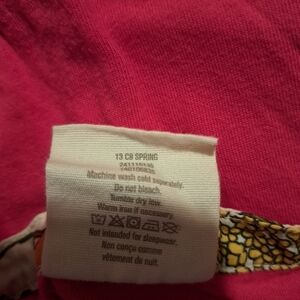 13 CB SPRING
Machine wash cold separately.
Do not bleach.
Tumble dry low.
Warm iron if necessary.
Not intended for sleepwear.
Non conçu comme
vêtement de nuit.